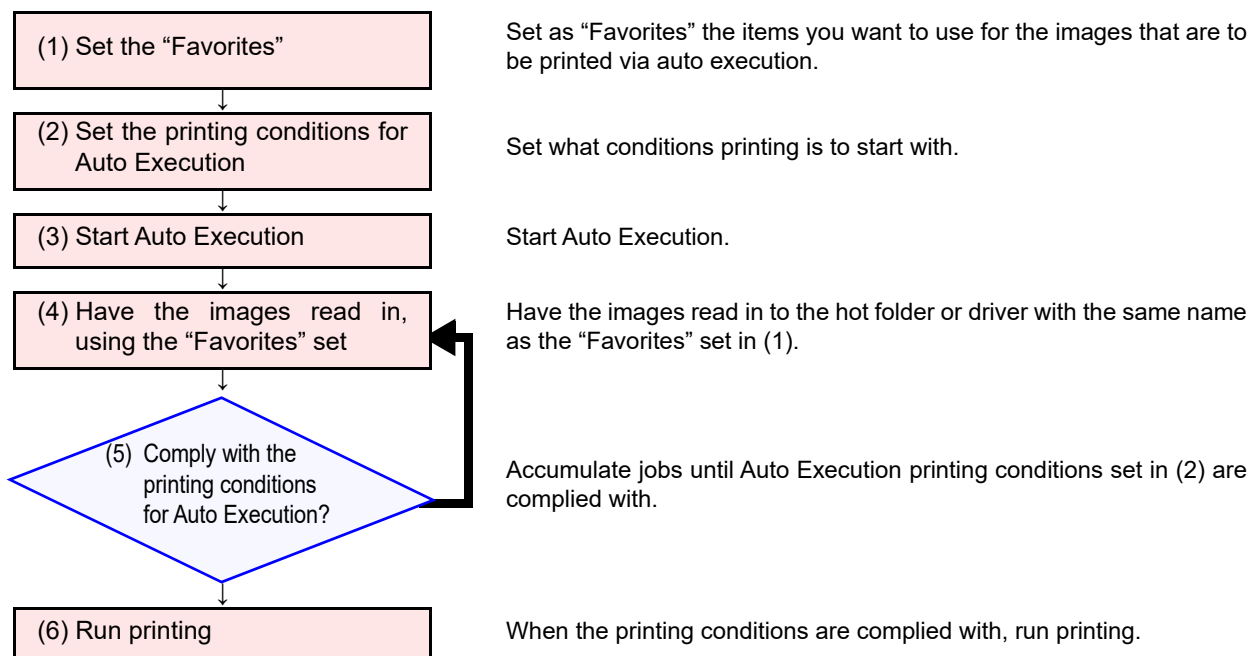 (1) Set the “Favorites”
Set as “Favorites” the items you want to use for the images that are to
be printed via auto execution.
(2) Set the printing conditions for
Auto Execution
Set what conditions printing is to start with.
(3) Start Auto Execution
Start Auto Execution.
(4) Have the images read in,
using the “Favorites” set
Have the images read in to the hot folder or driver with the same name
as the “Favorites” set in (1).
(5) Comply with the
printing conditions
for Auto Execution?
Accumulate jobs until Auto Execution printing conditions set in (2) are
complied with.
(6) Run printing
When the printing conditions are complied with, run printing.